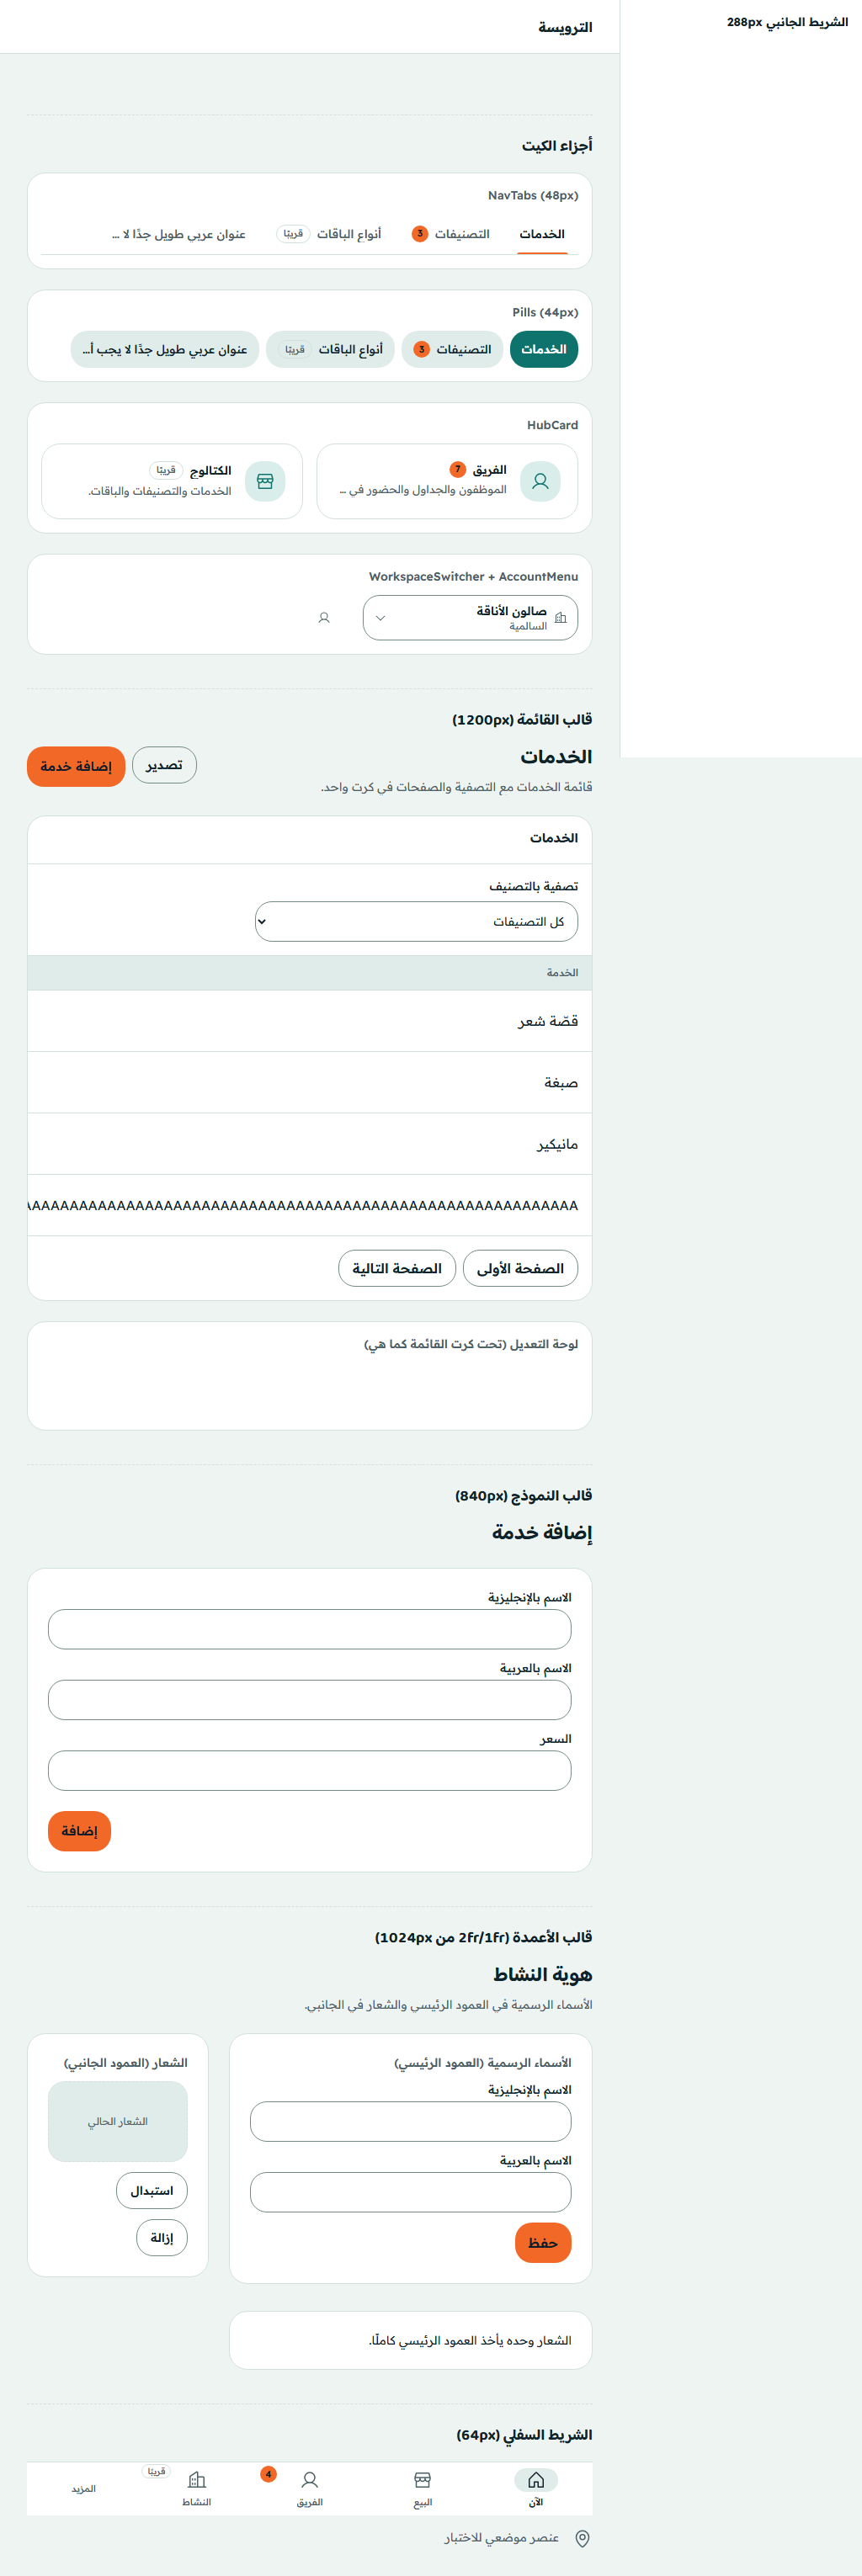 الشريط الجانبي 288px
الترويسة
أجزاء الكيت
NavTabs (48px)
الخدمات
التصنيفات 3
أنواع الباقات قريبًا
عنوان عربي طويل جدًا لا ...
Pills (44px)
الخدمات
التصنيفات 3
أنواع الباقات قريبًا
عنوان عربي طويل جدًا لا يجب أ...
HubCard
الفريق 7
الموظفون والجداول والحضور في ...
الكتالوج قريبًا
الخدمات والتصنيفات والباقات.
WorkspaceSwitcher + AccountMenu
صالون الأناقة
السالمية
قالب القائمة (1200px)
الخدمات
قائمة الخدمات مع التصفية والصفحات في كرت واحد.
تصدير
إضافة خدمة
الخدمات
تصفية بالتصنيف
كل التصنيفات
الخدمة
قصّة شعر
صبغة
مانيكير
AAAAAAAAAAAAAAAAAAAAAAAAAAAAAAAAAAAAAAAAAAAAAAAAAAAAAAAAAAA
الصفحة الأولى
الصفحة التالية
لوحة التعديل (تحت كرت القائمة كما هي)
قالب النموذج (840px)
إضافة خدمة
الاسم بالإنجليزية
الاسم بالعربية
السعر
إضافة
قالب الأعمدة (2fr/1fr من 1024px)
هوية النشاط
الأسماء الرسمية في العمود الرئيسي والشعار في الجانبي.
الأسماء الرسمية (العمود الرئيسي)
الاسم بالإنجليزية
الاسم بالعربية
حفظ
الشعار (العمود الجانبي)
الشعار الحالي
استبدال
إزالة
الشعار وحده يأخذ العمود الرئيسي كاملًا.
الشريط السفلي (64px)
الآن
البيع
الفريق 4
النشاط قريبًا
المزيد
عنصر موضعي للاختبار